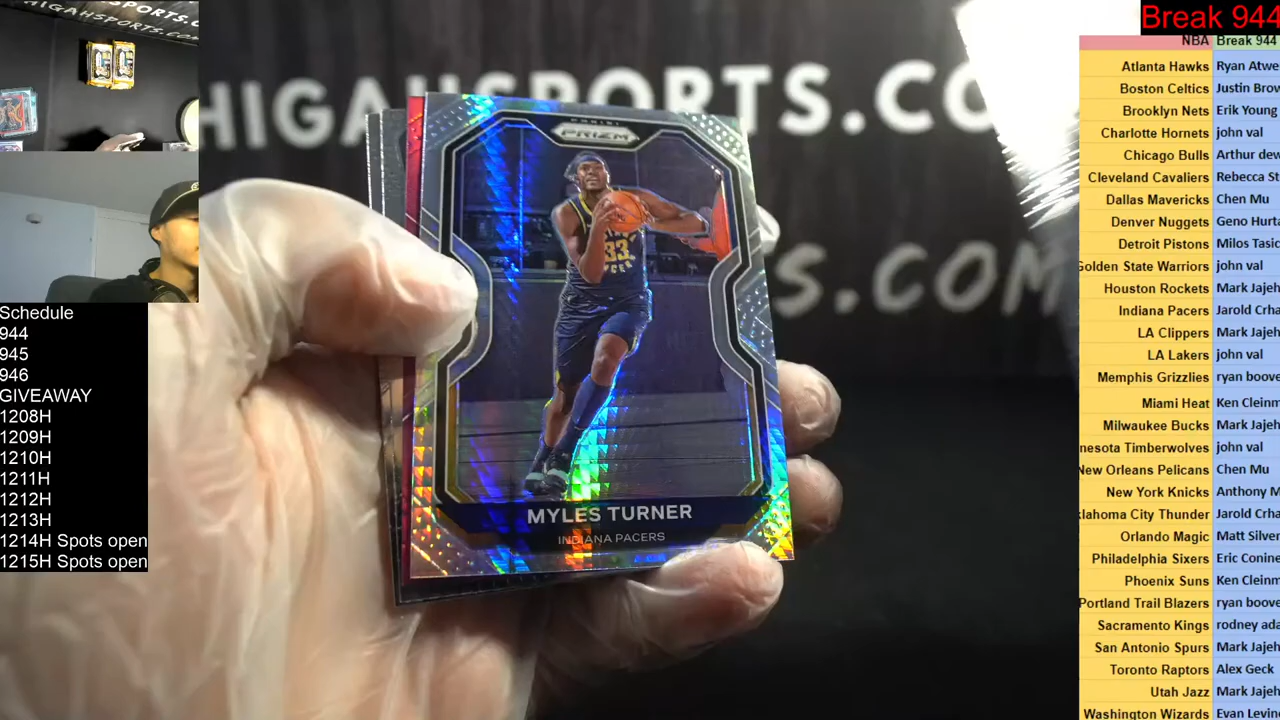 Break 944
HIGAHSPORTS.C
S.COM
HIGAHSPORTS.
PANINI
PRIZM
33
MYLES TURNER
INDIANA PACERS
Schedule
944
945
946
GIVEAWAY
1208H
1209H
1210H
1211H
1212H
1213H
1214H Spots open
1215H Spots open
NBA Break 944
Atlanta Hawks Ryan Atwe
Boston Celtics Justin Brow
Brooklyn Nets Erik Young
Charlotte Hornets john val
Chicago Bulls Arthur dew
Cleveland Cavaliers Rebecca St
Dallas Mavericks Chen Mu
Denver Nuggets Geno Hurta
Detroit Pistons Milos Tasic
Golden State Warriors john val
Houston Rockets Mark Jajeh
Indiana Pacers Jarold Crha
LA Clippers Mark Jajeh
LA Lakers john val
Memphis Grizzlies ryan boove
Miami Heat Ken Cleinm
Milwaukee Bucks Mark Jajeh
nesota Timberwolves john val
New Orleans Pelicans Chen Mu
New York Knicks Anthony M
klahoma City Thunder Jarold Crha
Orlando Magic Matt Silver
Philadelphia Sixers Eric Conine
Phoenix Suns Ken Cleinm
Portland Trail Blazers ryan boove
Sacramento Kings rodney ada
San Antonio Spurs Mark Jajeh
Toronto Raptors Alex Geck
Utah Jazz Mark Jajeh
Washington Wizards Evan Levin